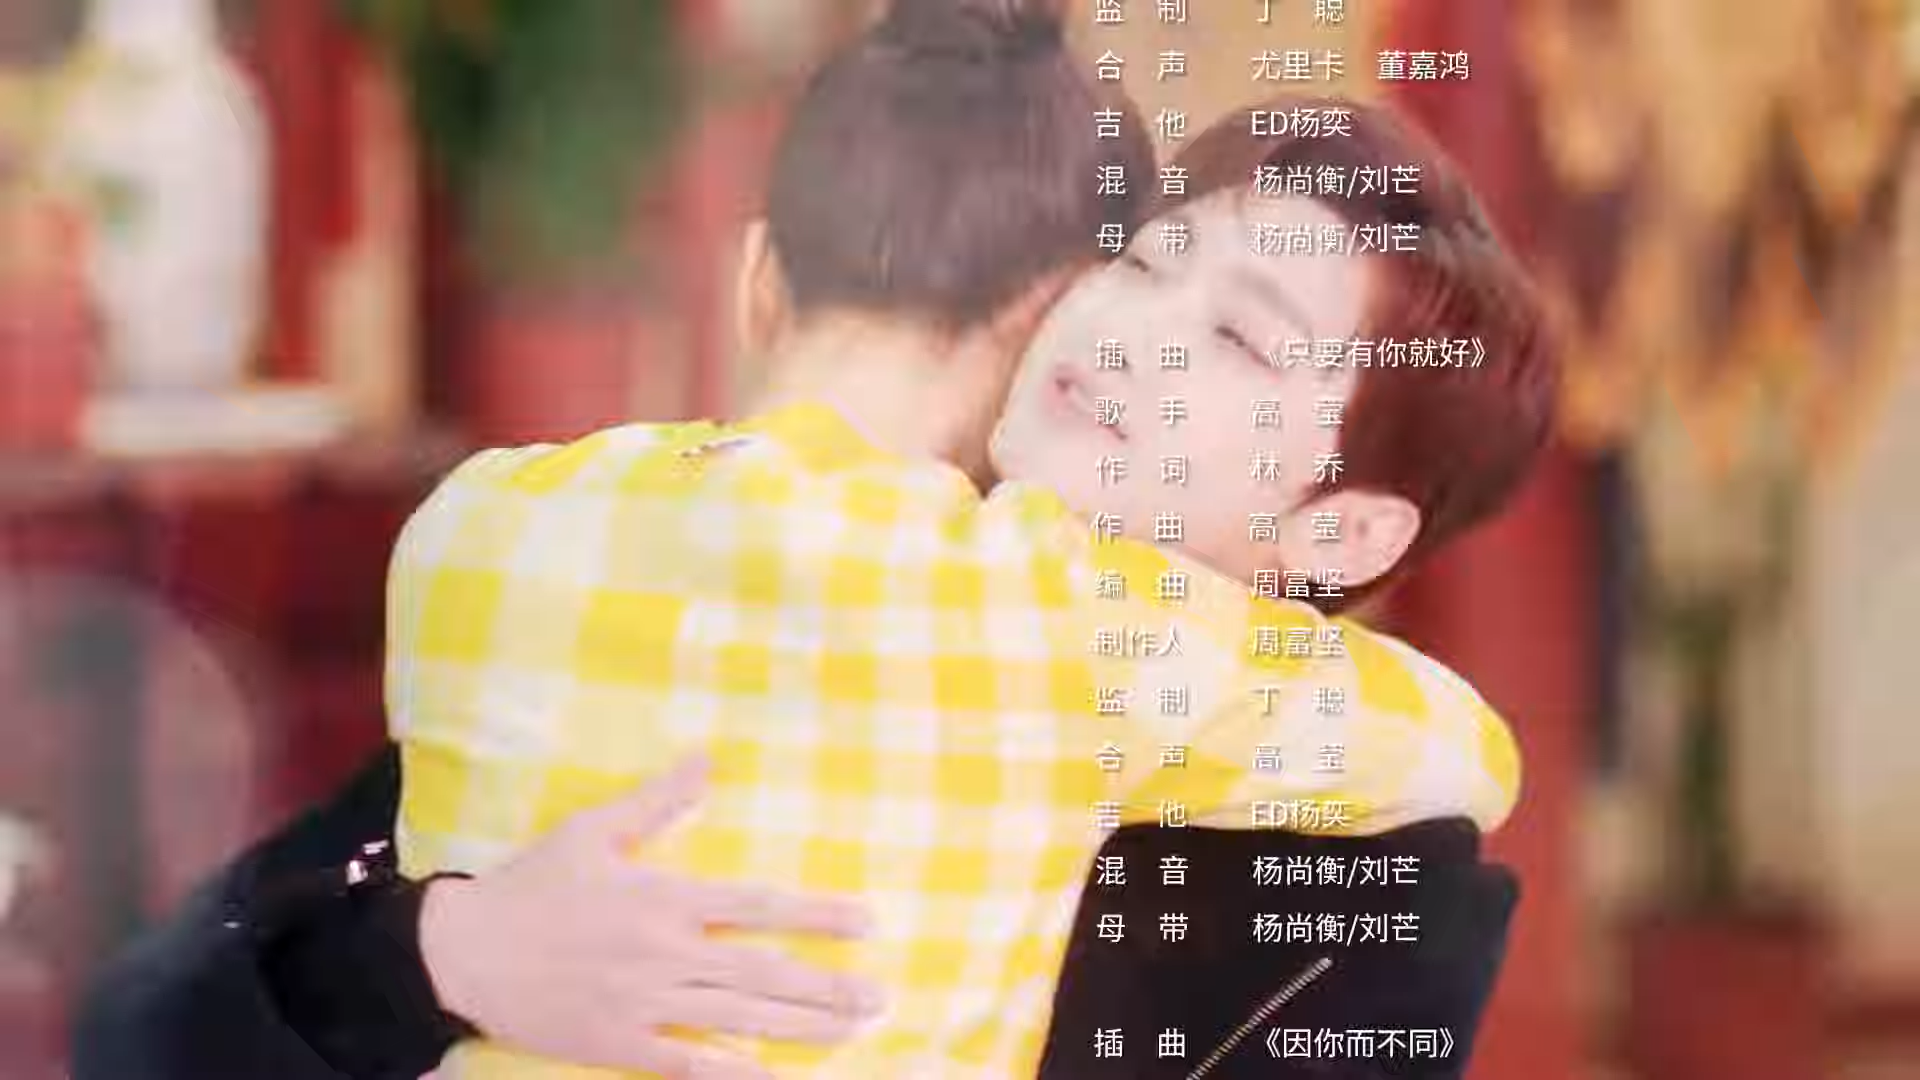 监 制 丁 聪
合 声 尤里卡 董嘉鸿
吉 他 ED杨奕
混 音 杨尚衡/刘芒
母 带 杨尚衡/刘芒
插 曲 《只要有你就好》
歌 手 高 莹
作 词 林 乔
作 曲 高 莹
编 曲 周富坚
制作人 周富坚
监 制 丁 聪
合 声 高 莹
吉 他 ED杨奕
混 音 杨尚衡/刘芒
母 带 杨尚衡/刘芒
插 曲 《因你而不同》